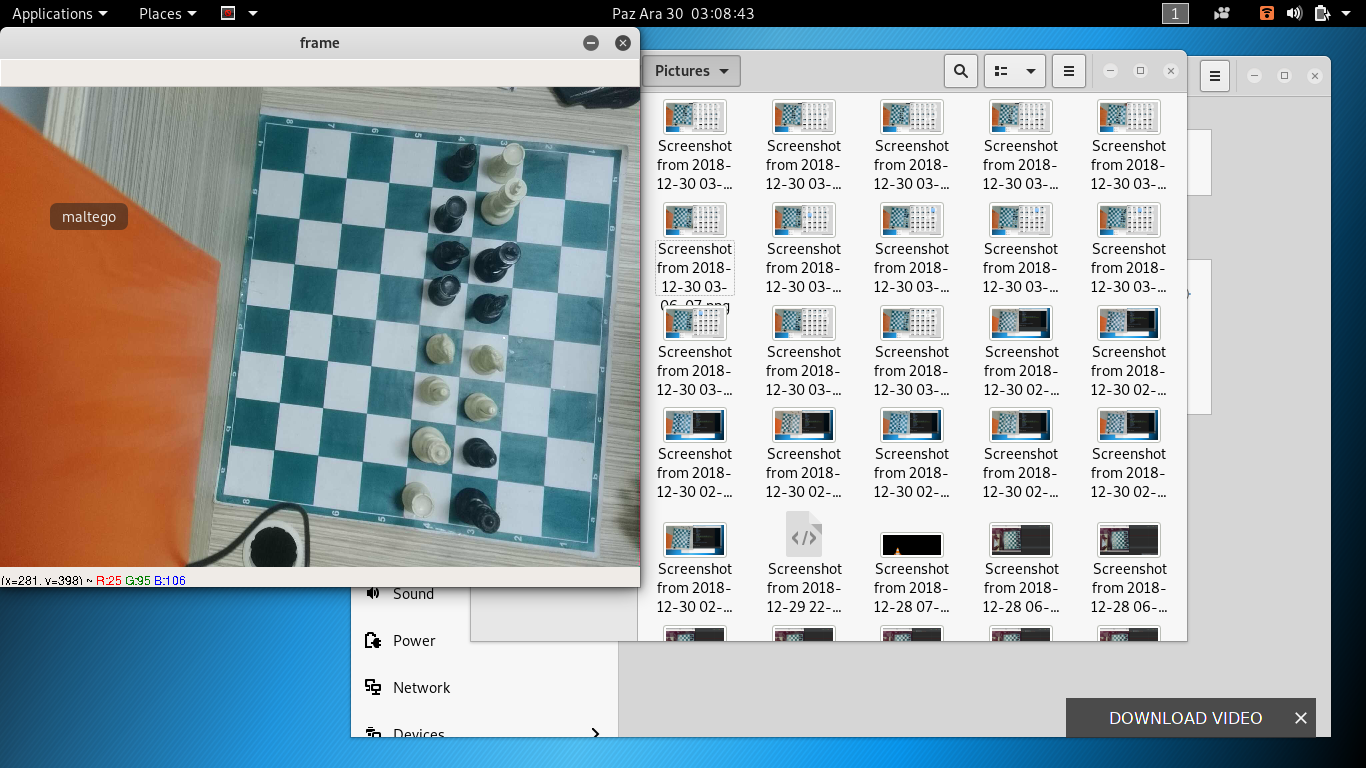 Applications Places Paz Ara 30 03:08:43 1
frame
maltego
(x=281, y=398) ~ R:25 G:95 B:106
Pictures
Screenshot Screenshot Screenshot Screenshot Screenshot
from 2018- from 2018- from 2018- from 2018- from 2018-
12-30 03-... 12-30 03-... 12-30 03-... 12-30 03-... 12-30 03-...
Screenshot Screenshot Screenshot Screenshot Screenshot
from 2018- from 2018- from 2018- from 2018- from 2018-
12-30 03- 12-30 03-... 12-30 03-... 12-30 03-... 12-30 03-...
06-07.png
Screenshot Screenshot Screenshot Screenshot Screenshot
from 2018- from 2018- from 2018- from 2018- from 2018-
12-30 03-... 12-30 03-... 12-30 03-... 12-30 02-... 12-30 02-...
Screenshot Screenshot Screenshot Screenshot Screenshot
from 2018- from 2018- from 2018- from 2018- from 2018-
12-30 02-... 12-30 02-... 12-30 02-... 12-30 02-... 12-30 02-...
Screenshot Screenshot Screenshot Screenshot Screenshot
from 2018- from 2018- from 2018- from 2018- from 2018-
12-30 02-... 12-29 22-... 12-28 07-... 12-28 06-... 12-28 06-...
Sound
Power
Network
Devices
DOWNLOAD VIDEO